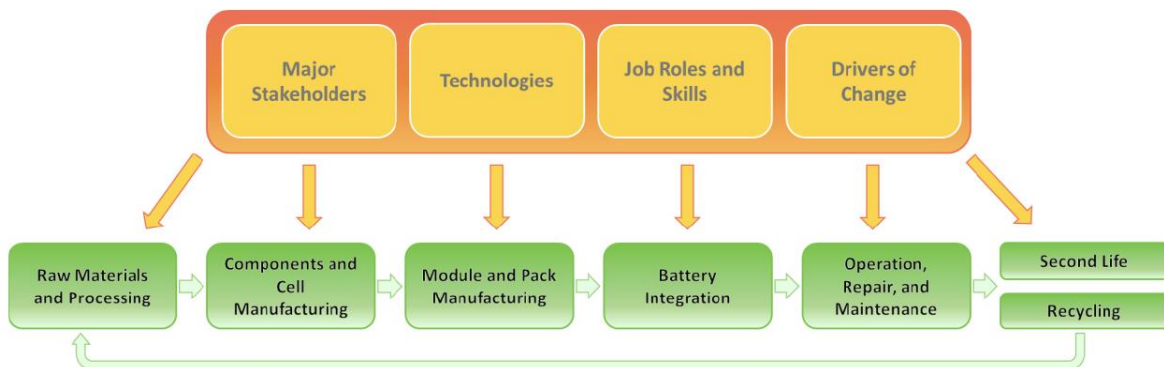 Major
Stakeholders
Technologies
Job Roles and
Skills
Drivers of
Change
Raw Materials
and Processing
Components and
Cell
Manufacturing
Module and Pack
Manufacturing
Battery
Integration
Operation,
Repair, and
Maintenance
Second Life
Recycling